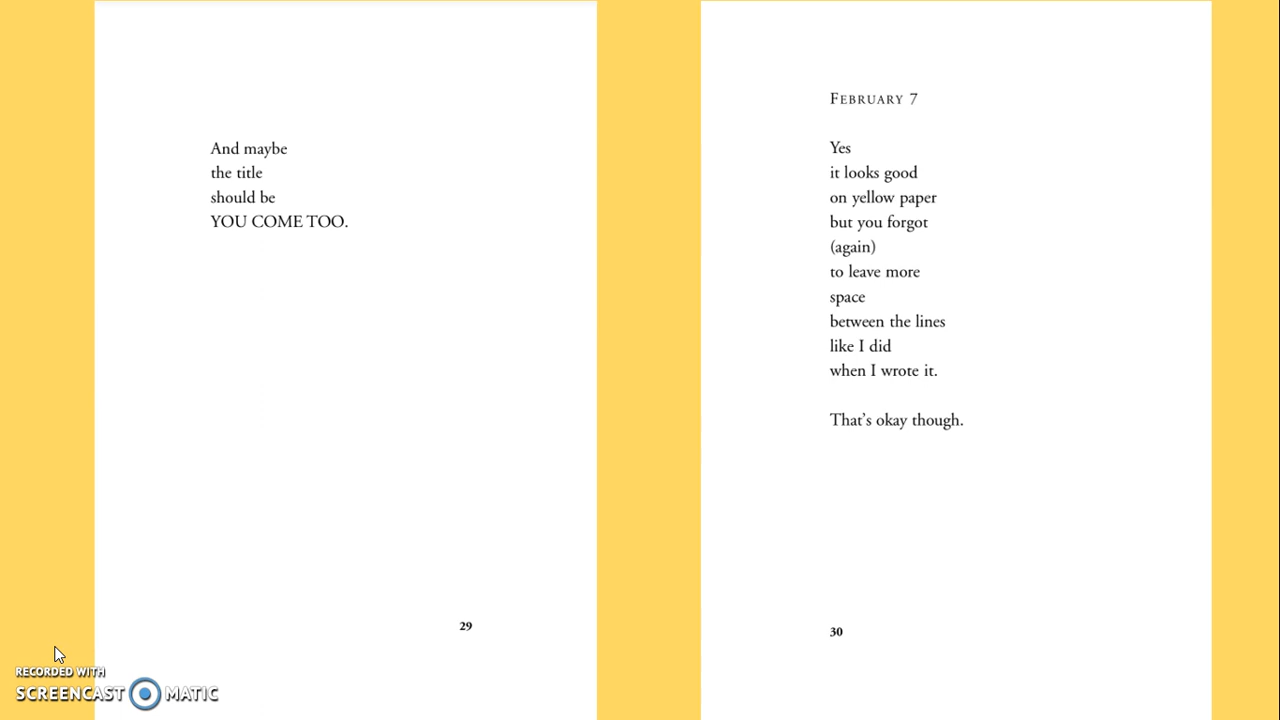 And maybe
the title
should be
YOU COME TOO.
29
FEBRUARY 7
Yes
it looks good
on yellow paper
but you forgot
(again)
to leave more
space
between the lines
like I did
when I wrote it.
That's okay though.
30
RECORDED WITH
SCREENCAST MATIC